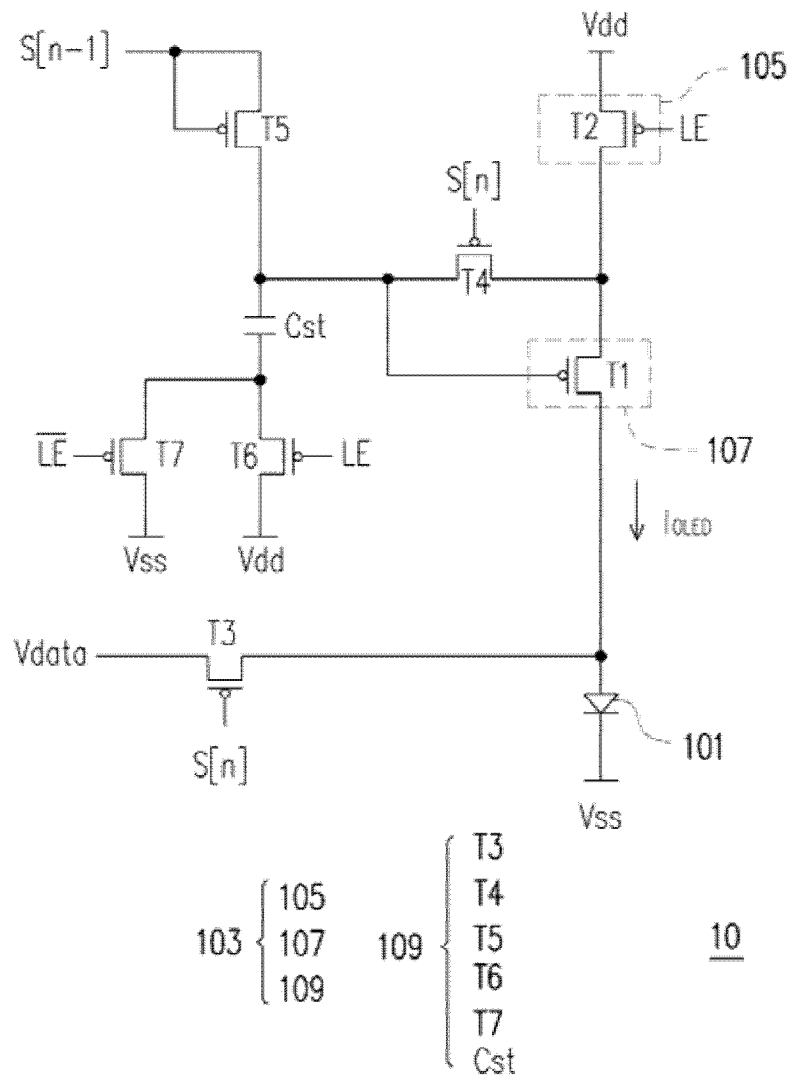 S[n-1]
Vdd
105
T5
T2
LE
S[n]
T4
Cst
T1
L̅E̅
T7
T6
LE
107
Vss
Vdd
IOLED
T3
Vdata
S[n]
101
Vss
T3
T4
103
105
107
109
109
T5
T6
T7
Cst
10